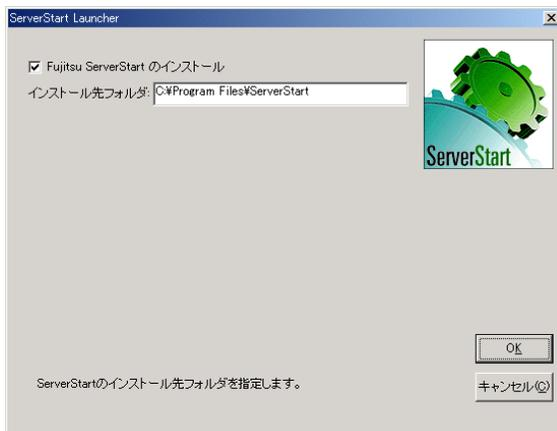 ServerStart Launcher
Fujitsu ServerStart のインストール
インストール先フォルダ: C:¥Program Files¥ServerStart
ServerStart
OK
ServerStartのインストール先フォルダを指定します。
キャンセル(C)